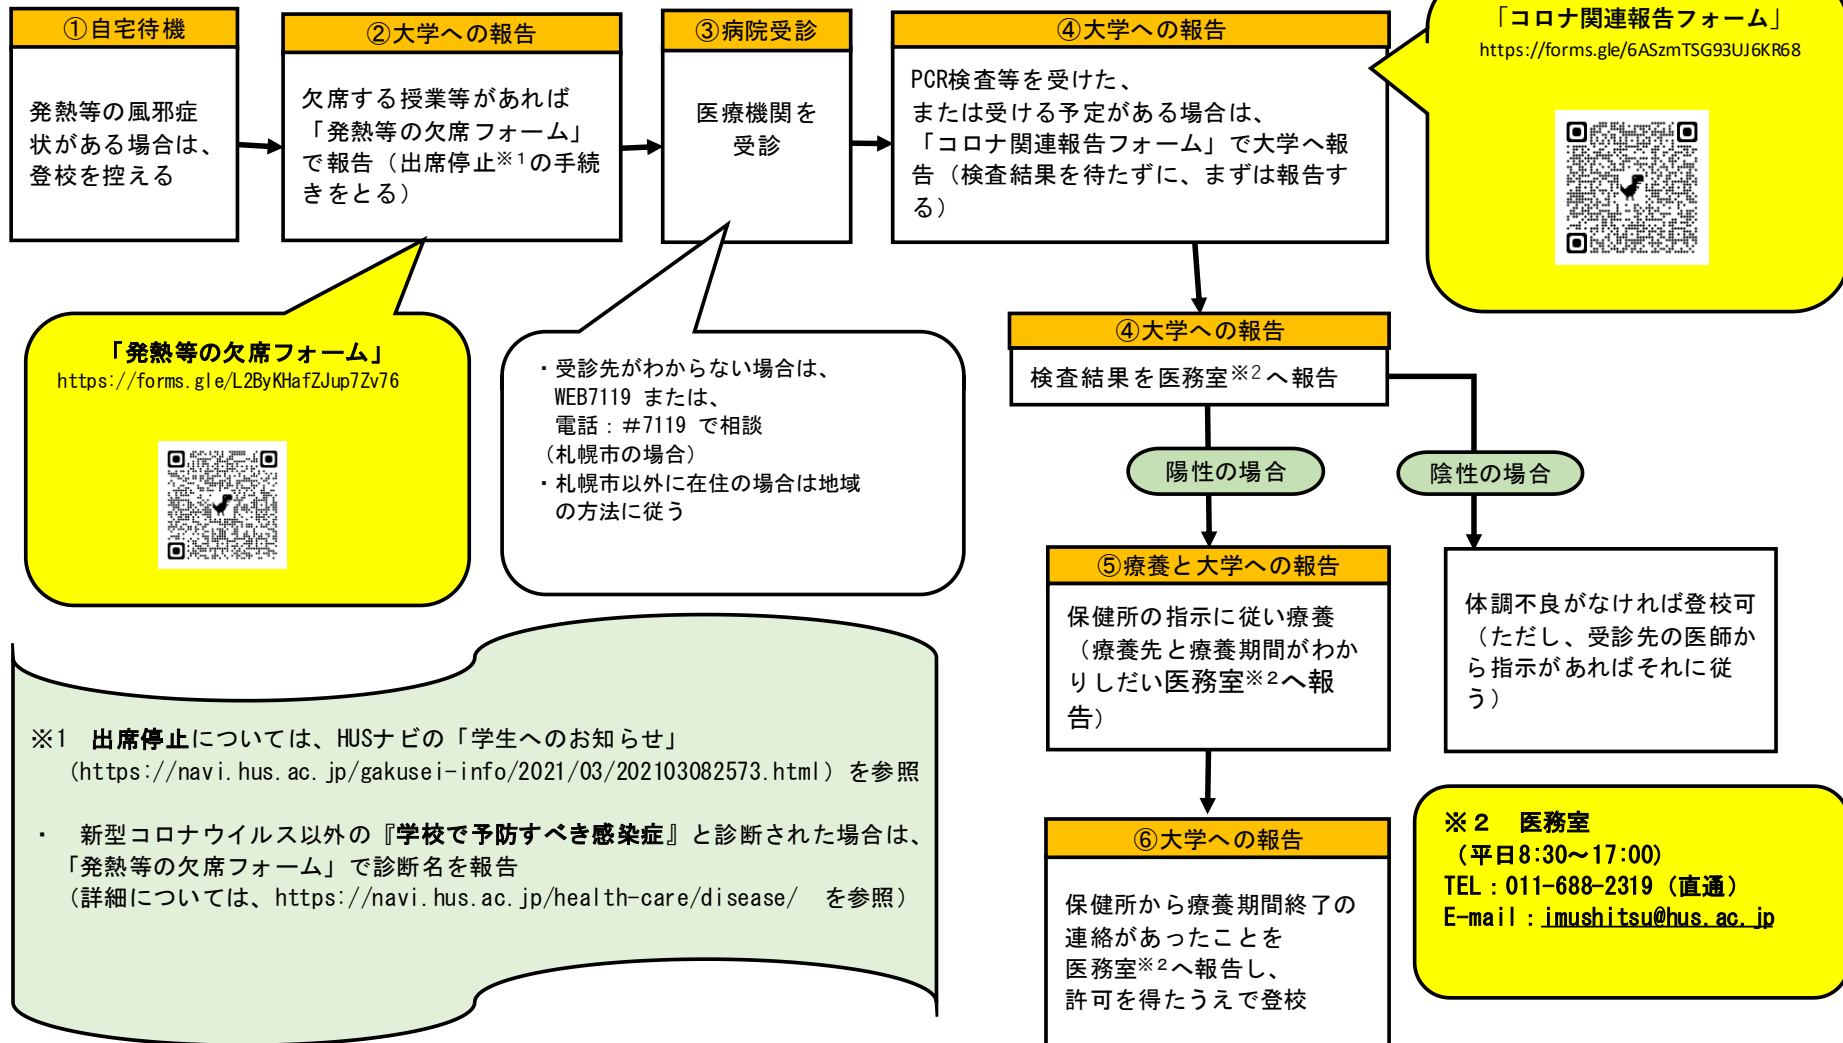 ①自宅待機
発熱等の風邪症
状がある場合は、
登校を控える
②大学への報告
欠席する授業等があれば
「発熱等の欠席フォーム」
で報告（出席停止※1の手続
きをとる）
③病院受診
医療機関を
受診
④大学への報告
PCR検査等を受けた、
または受ける予定がある場合は、
「コロナ関連報告フォーム」で大学へ報
告（検査結果を待たずに、まずは報告す
る）
「コロナ関連報告フォーム」
https://forms.gle/6ASzmTSG93UJ6KR68
「発熱等の欠席フォーム」
https://forms.gle/L2ByKHafZJup7Zv76
・受診先がわからない場合は、
WEB7119 または、
電話：＃7119 で相談
（札幌市の場合）
・札幌市以外に在住の場合は地域
の方法に従う
④大学への報告
検査結果を医務室※2へ報告
陽性の場合
陰性の場合
⑤療養と大学への報告
保健所の指示に従い療養
（療養先と療養期間がわか
りしだい医務室※2へ報
告）
体調不良がなければ登校可
（ただし、受診先の医師か
ら指示があればそれに従
う）
⑥大学への報告
保健所から療養期間終了の
連絡があったことを
医務室※2へ報告し、
許可を得たうえで登校
※1　出席停止については、HUSナビの「学生へのお知らせ」
（https://navi.hus.ac.jp/gakusei-info/2021/03/202103082573.html）を参照
・　新型コロナウイルス以外の『学校で予防すべき感染症』と診断された場合は、
「発熱等の欠席フォーム」で診断名を報告
（詳細については、https://navi.hus.ac.jp/health-care/disease/　を参照）
※２　医務室
（平日8:30～17:00)
TEL：011-688-2319（直通）
E-mail：imushitsu@hus.ac.jp